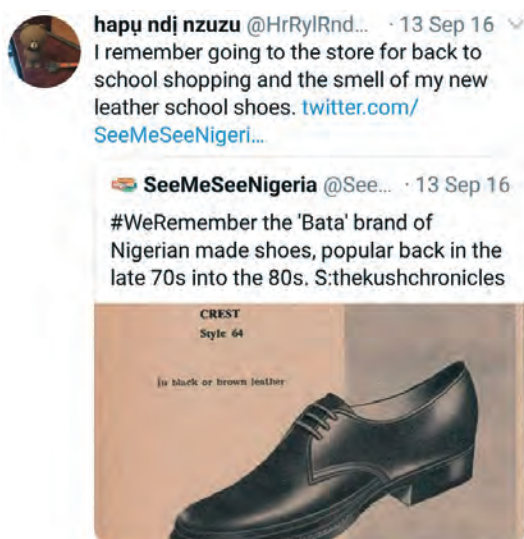 hapụ ndị nzuzu @HrRylRnd... · 13 Sep 16
I remember going to the store for back to
school shopping and the smell of my new
leather school shoes. twitter.com/
SeeMeSeeNigeri...
SeeMeSeeNigeria @See... · 13 Sep 16
#WeRemember the 'Bata' brand of
Nigerian made shoes, popular back in the
late 70s into the 80s. S:thekushchronicles
CREST
Style 64
In black or brown leather